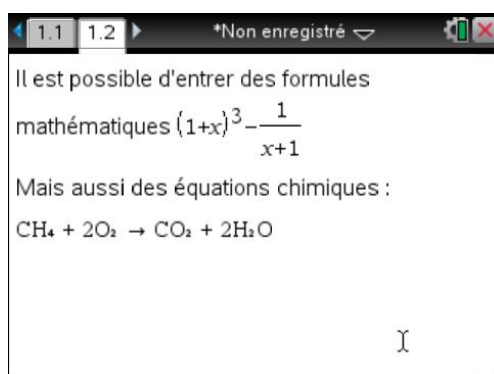 1.1 1.2 *Non enregistré
Il est possible d'entrer des formules
mathématiques (1+x)³−1/(x+1)
Mais aussi des équations chimiques :
CH₄ + 2O₂ → CO₂ + 2H₂O